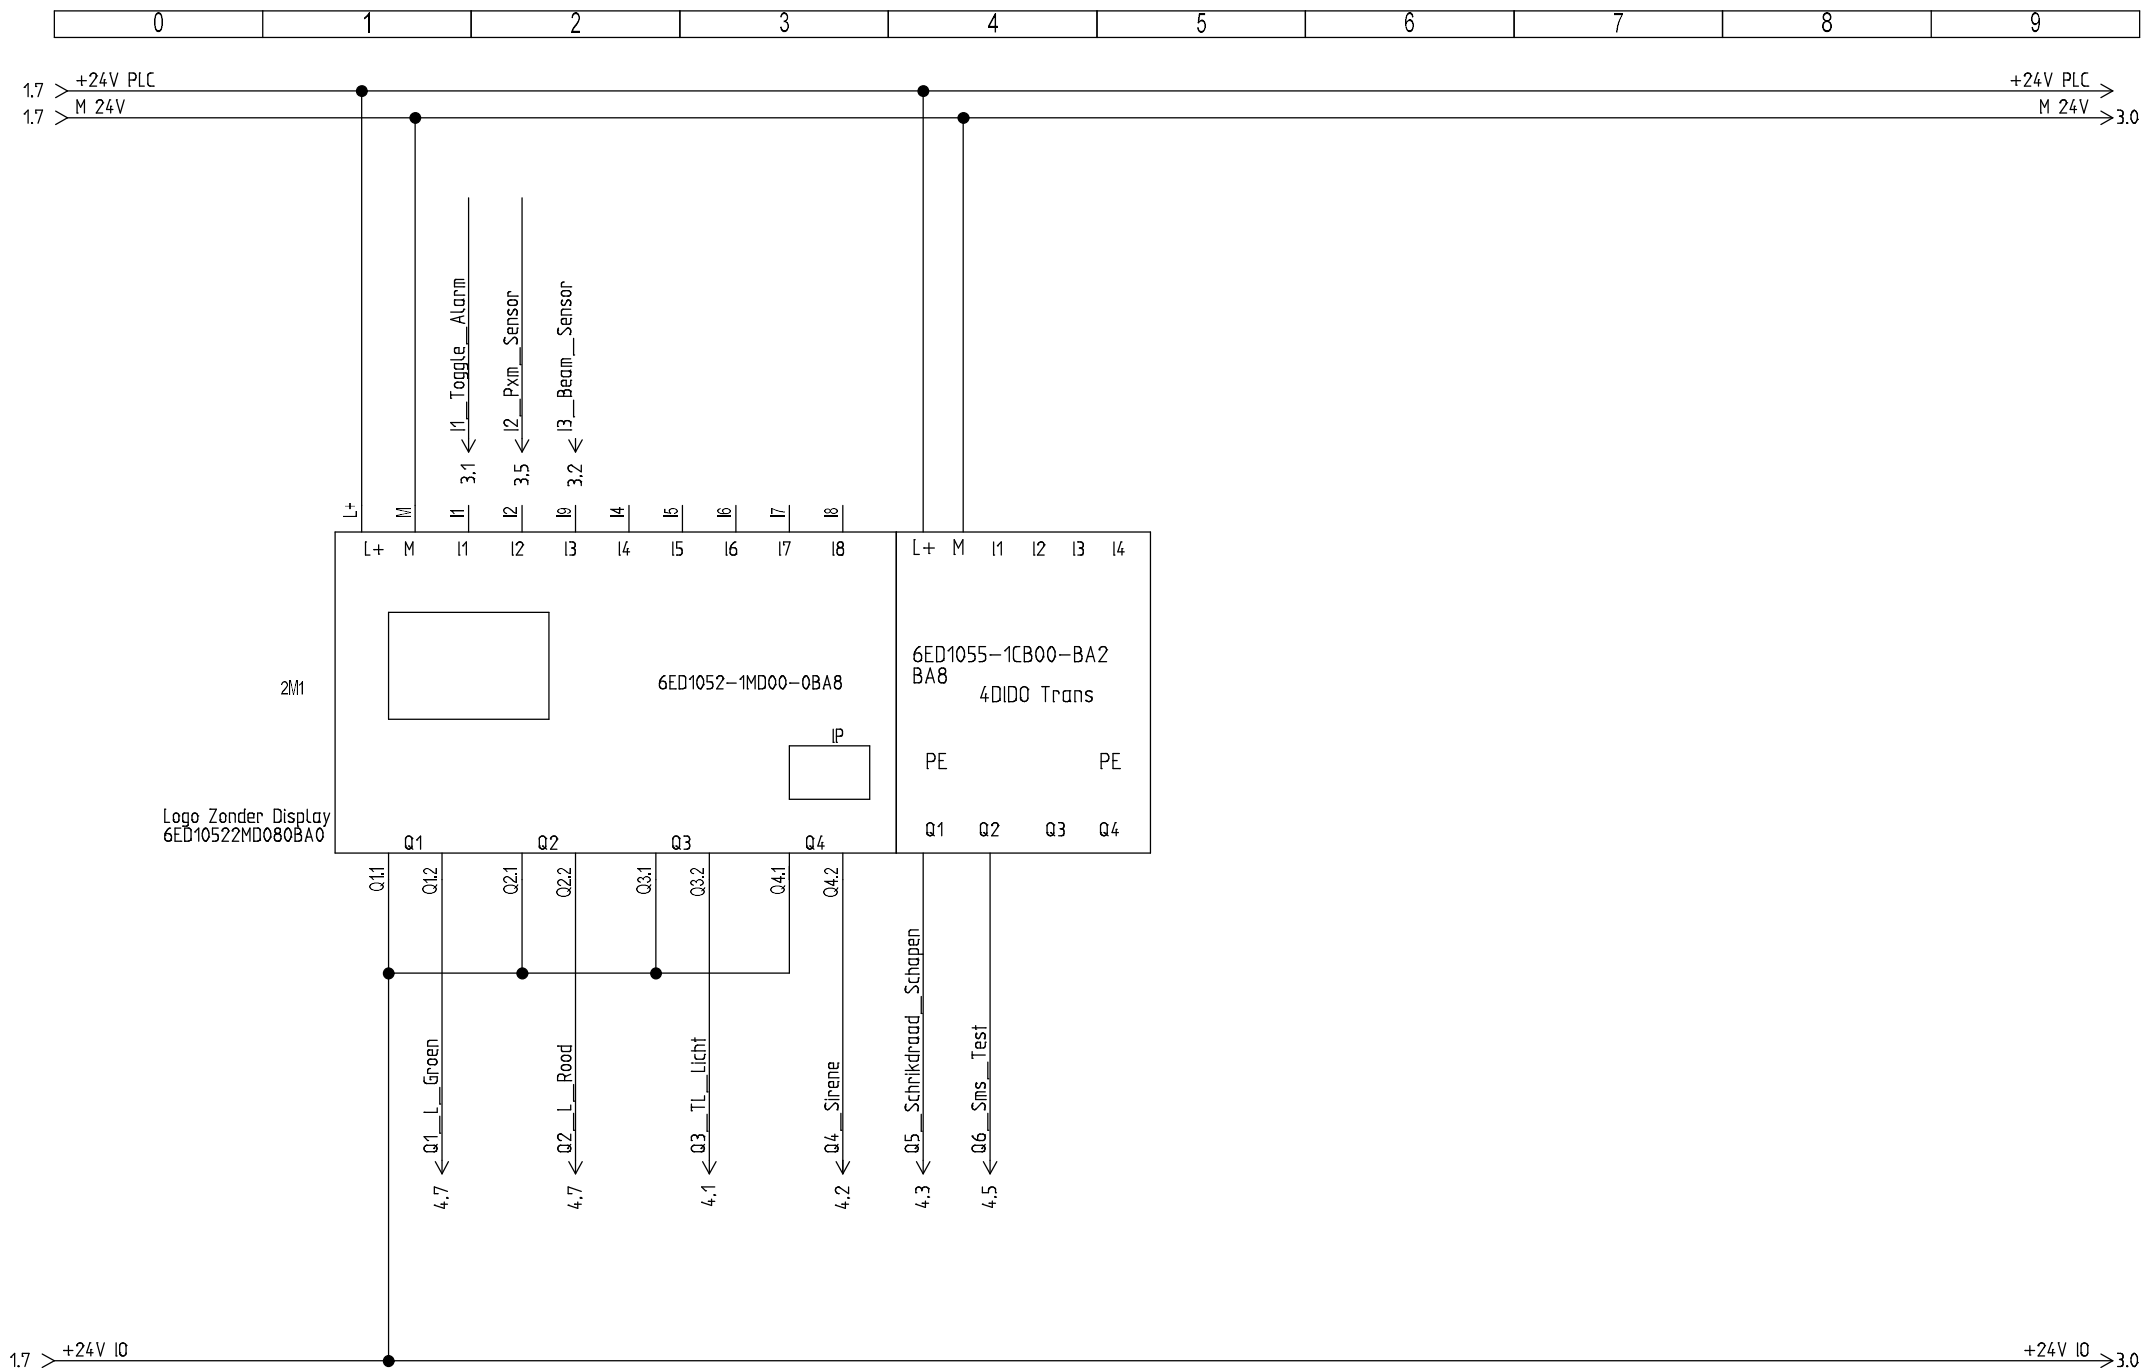 0 1 2 3 4 5 6 7 8 9
+24V PLC
1.7
+24V PLC
M 24V
1.7
M 24V
3.0
I1__Toggle__Alarm
I2__Pxm__Sensor
I3__Beam__Sensor
3.1 3.5 3.2
L+ M I1 I2 I9 I4 I5 I6 I7 I8
L+ M I1 I2 I3 I4 I5 I6 I7 I8
L+ M I1 I2 I3 I4
6ED1055-1CB00-BA2
BA8
4DIDO Trans
2M1
6ED1052-1MD00-0BA8
IP
PE PE
Logo Zonder Display
6ED10522MD080BA0
Q1 Q2 Q3 Q4
Q1 Q2 Q3 Q4
Q1.1 Q1.2 Q2.1 Q2.2 Q3.1 Q3.2 Q4.1 Q4.2
Q1__L__Groen
Q2__L__Rood
Q3__TL__Licht
Q4__Sirene
Q5__Schrikdraad__Schapen
Q6__Sms__Test
4.7 4.7 4.1 4.2 4.3 4.5
+24V IO
1.7
+24V IO
3.0